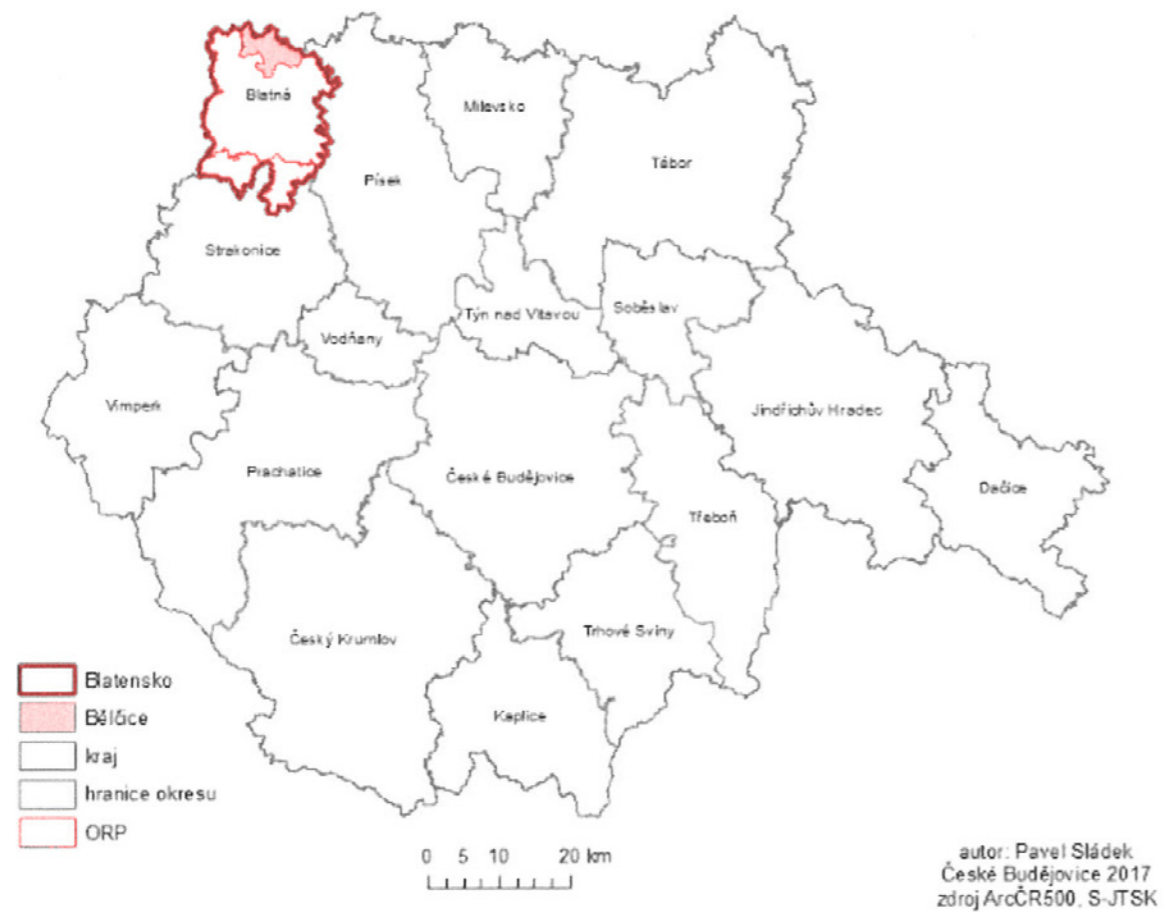 Blatná
Milevsko
Tábor
Písek
Strakonice
Týn nad Vltavou
Soběslav
Vodňany
Vimperk
Jindřichův Hradec
Prachatice
České Budějovice
Dačice
Třeboň
Český Krumlov
Trhové Sviny
Kaplice
Blatensko
Bělčice
kraj
hranice okresu
ORP
0 5 10 20 km
autor: Pavel Sládek
České Budějovice 2017
zdroj ArcČR500, S-JTSK